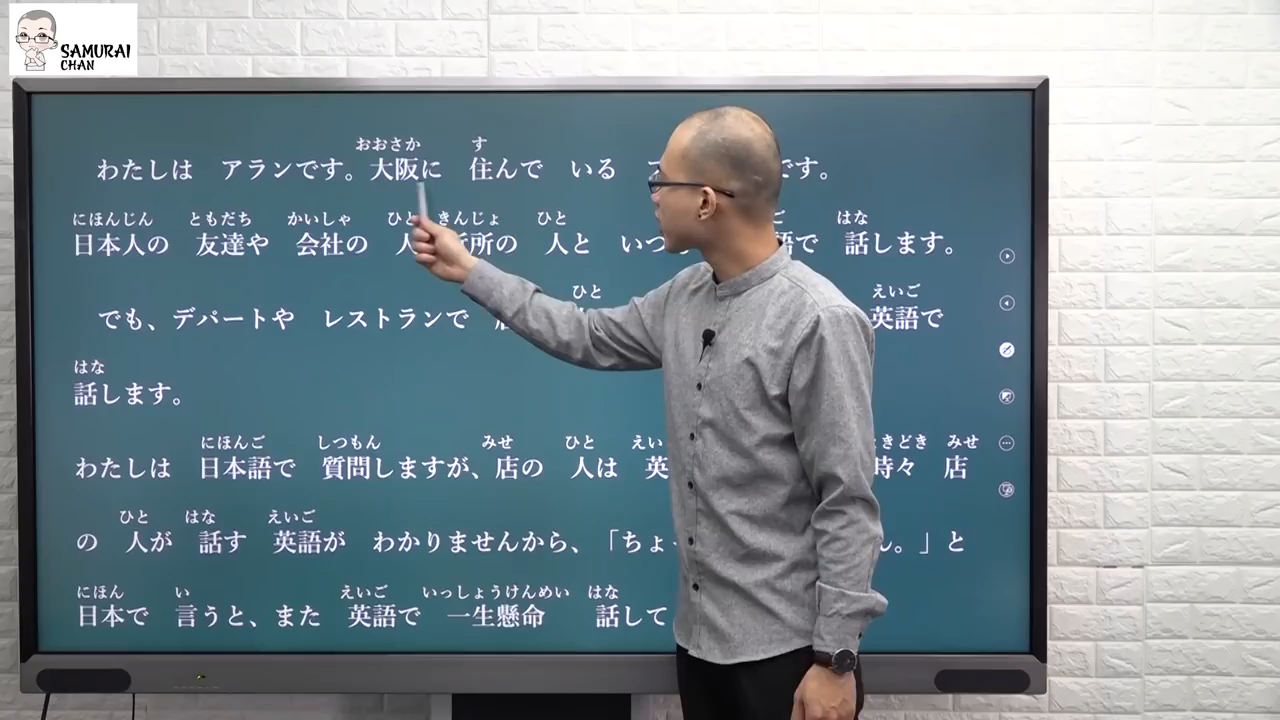 SAMURAI
CHAN
おおさか す
わたしは アランです。大阪に 住んで いる です。
にほんじん ともだち かいしゃ ひと きんじょ ひと ご はな
日本人の 友達や 会社の 人 所の 人と いつ 語で 話します。
ひと えいご
でも、デパートや レストランで 英語で
はな
話します。
にほんご しつもん みせ ひと えい ときどき みせ
わたしは 日本語で 質問しますが、店の 人は 英 時々 店
ひと はな えいご
の 人が 話す 英語が わかりませんから、「ちょっ ん。」と
にほん い えいご いっしょうけんめい はな
日本で 言うと、また 英語で 一生懸命 話して